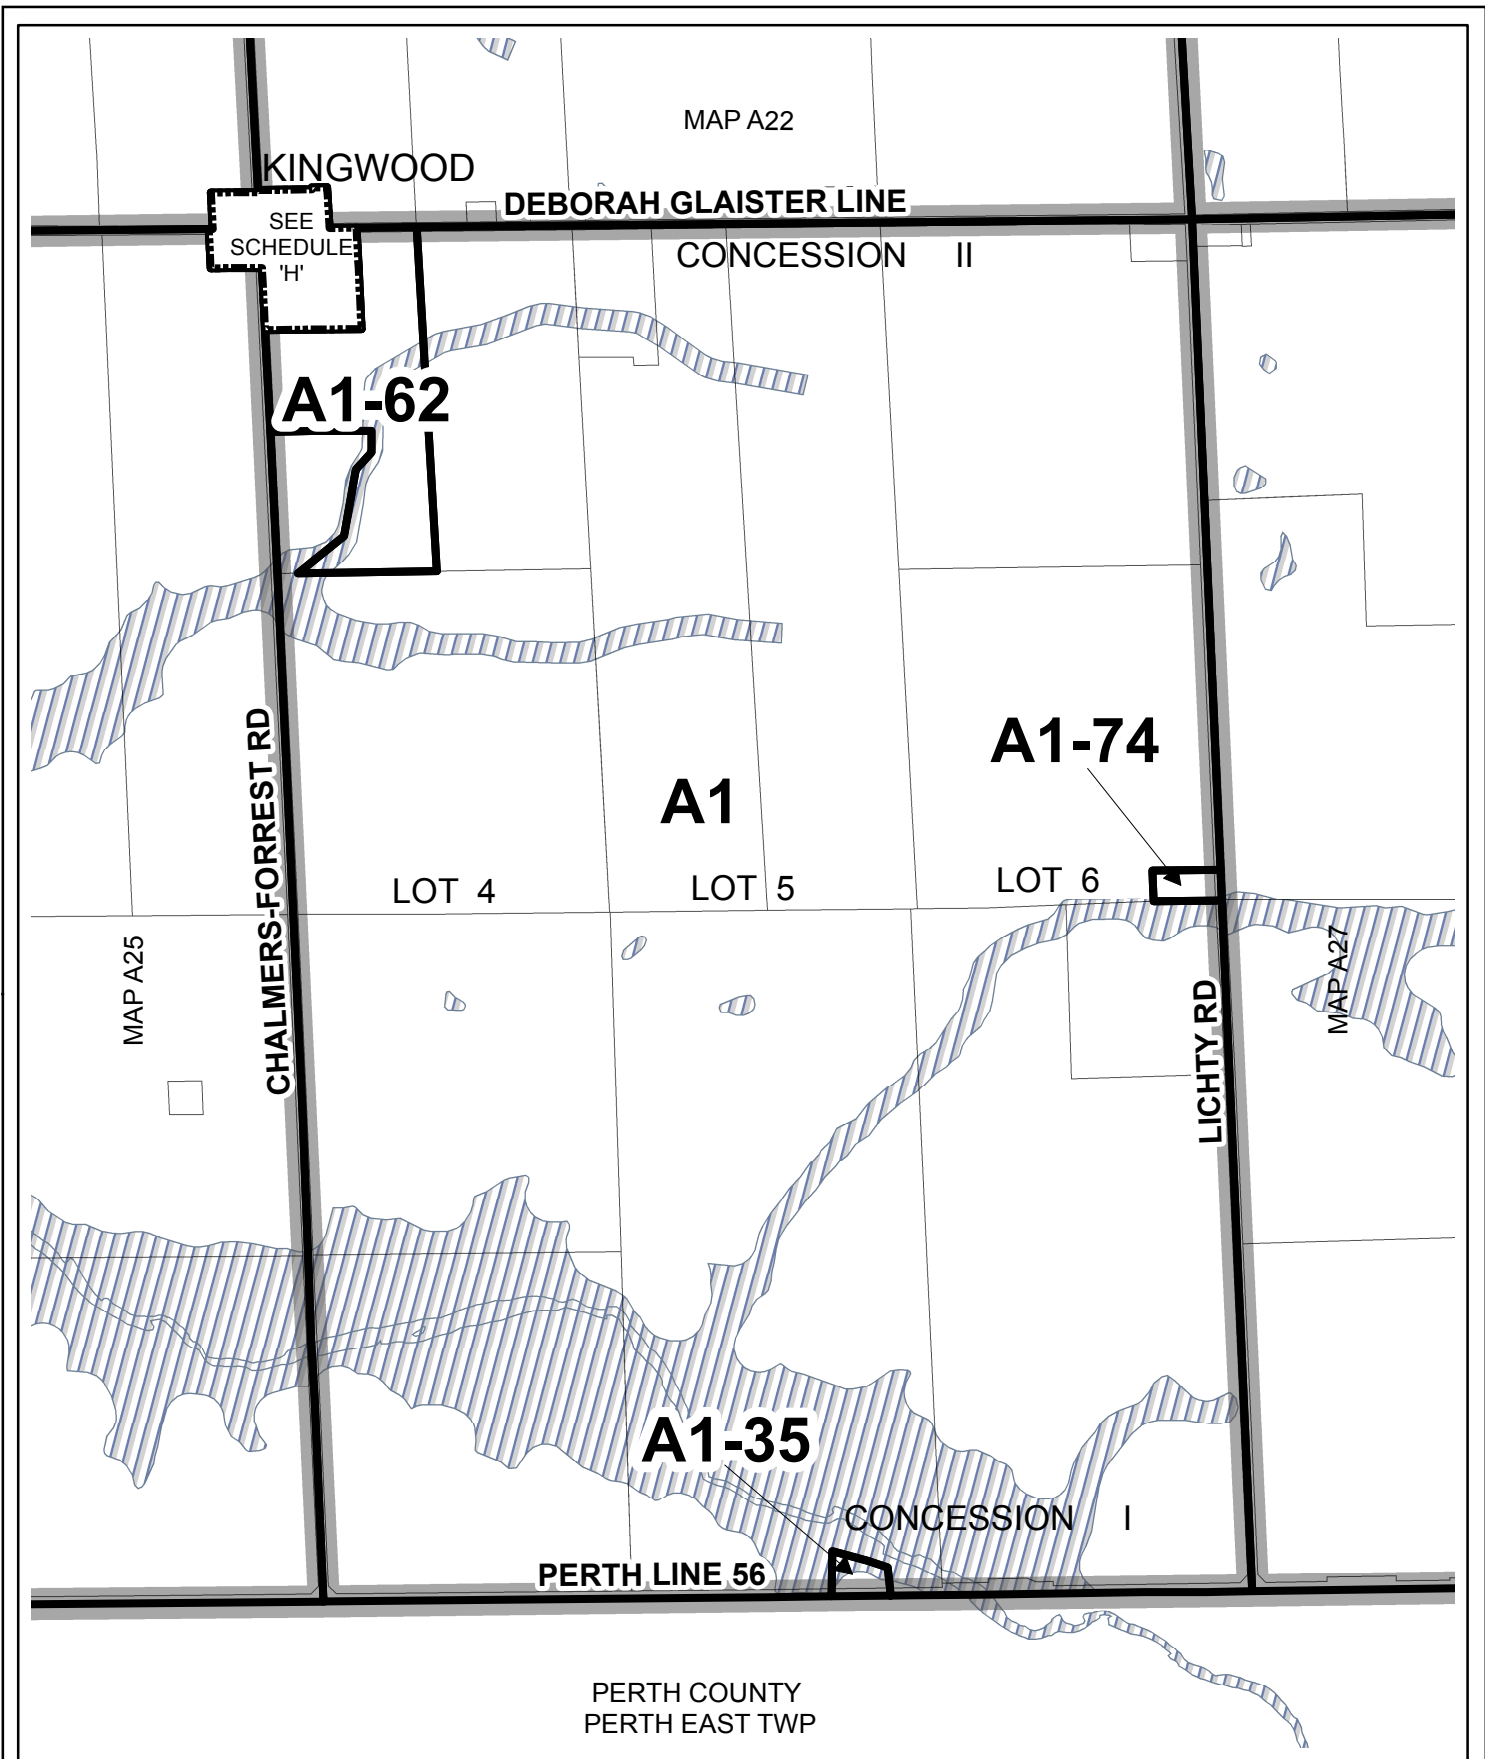 MAP A22
KINGWOOD
DEBORAH GLAISTER LINE
SEE
SCHEDULE
'H'
CONCESSION II
A1-62
A1-74
A1
CHALMERS-FORREST RD
LOT 4
LOT 5
LOT 6
MAP A25
MAP A27
LICHTY RD
A1-35
CONCESSION I
PERTH LINE 56
PERTH COUNTY
PERTH EAST TWP